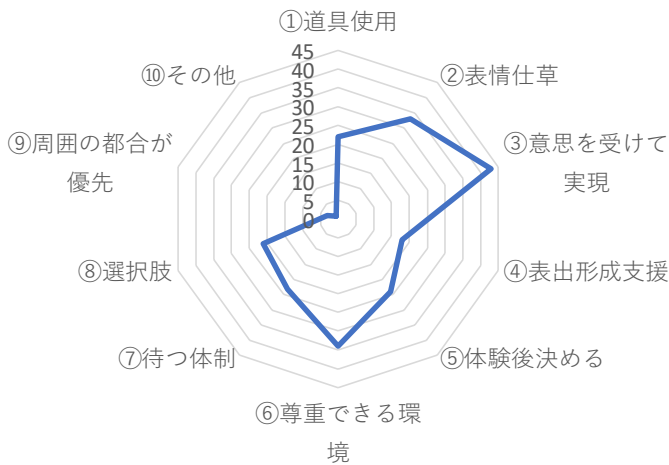 ①道具使用
②表情仕草
③意思を受けて
実現
④表出形成支援
⑤体験後決める
⑥尊重できる環
境
⑦待つ体制
⑧選択肢
⑨周囲の都合が
優先
⑩その他
45
40
35
30
25
20
15
10
5
0